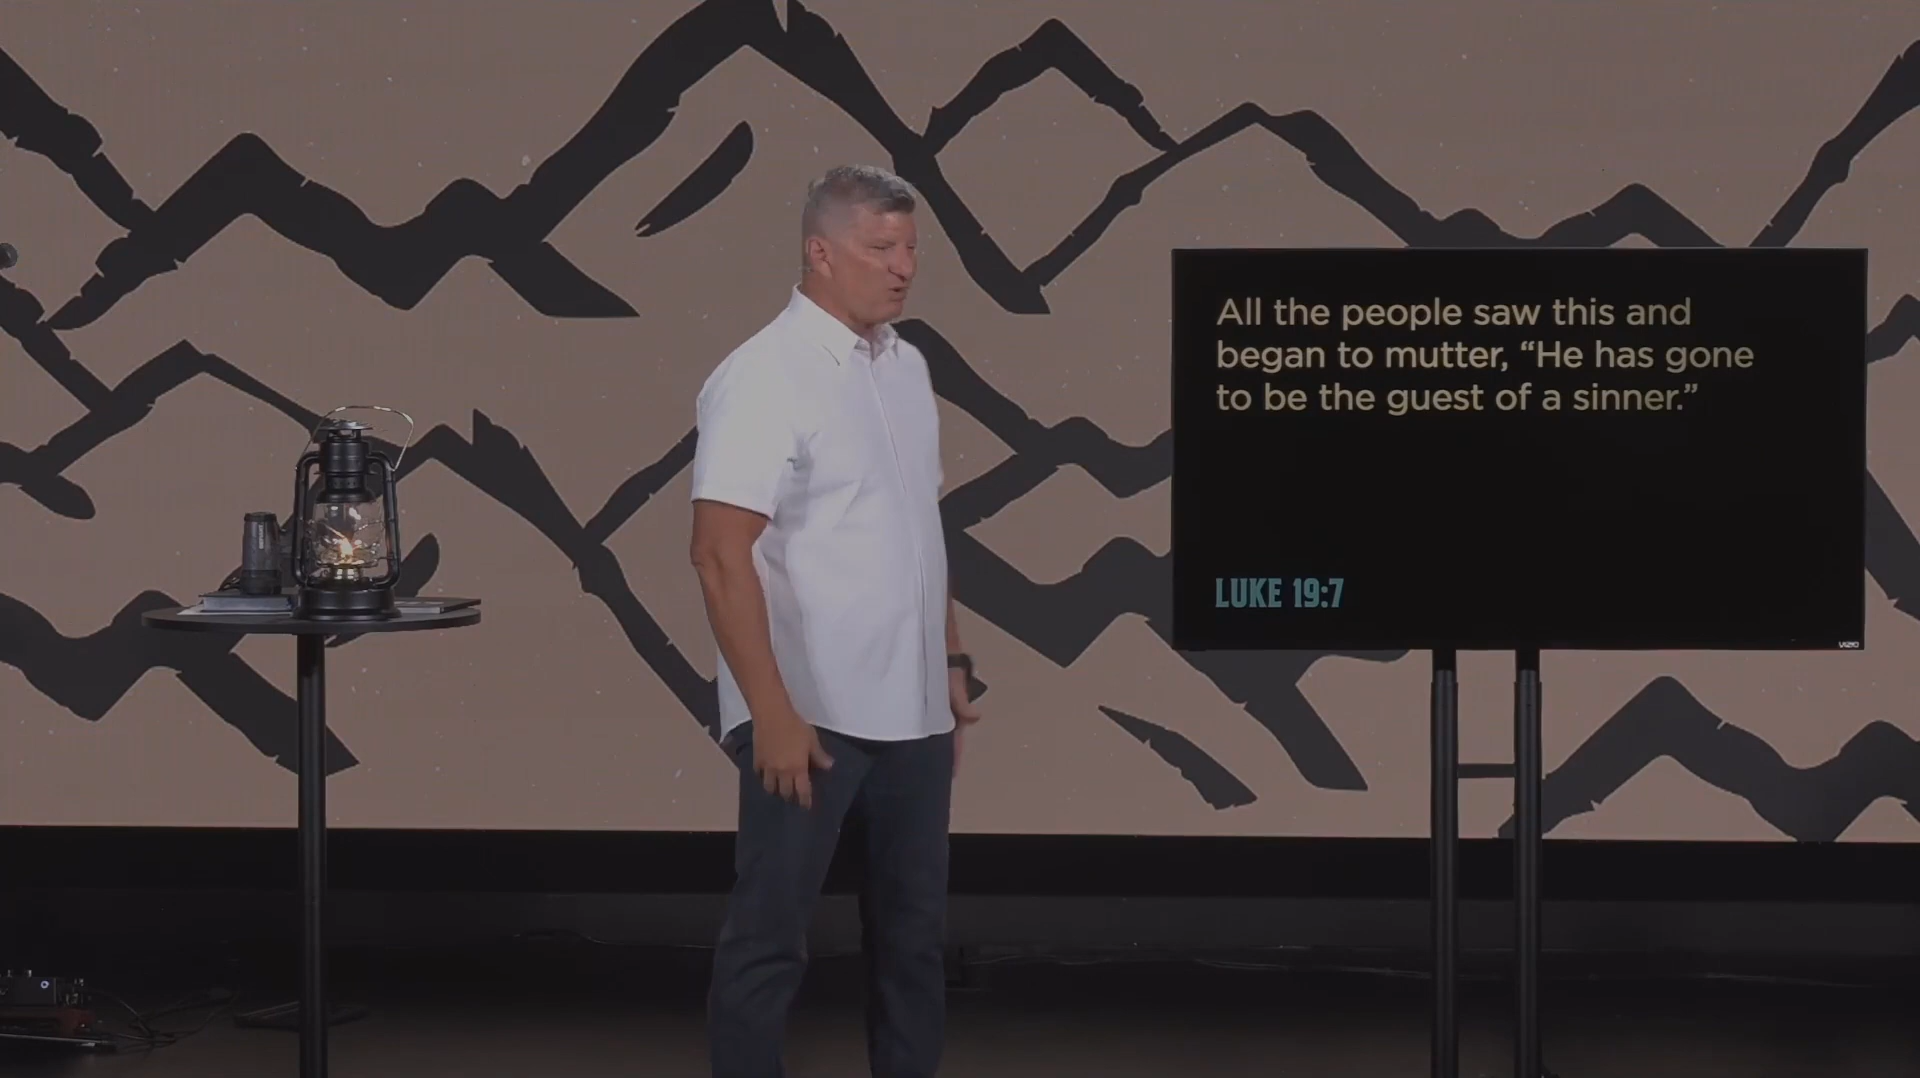 All the people saw this and
began to mutter, “He has gone
to be the guest of a sinner.”
LUKE 19:7
VIZIO